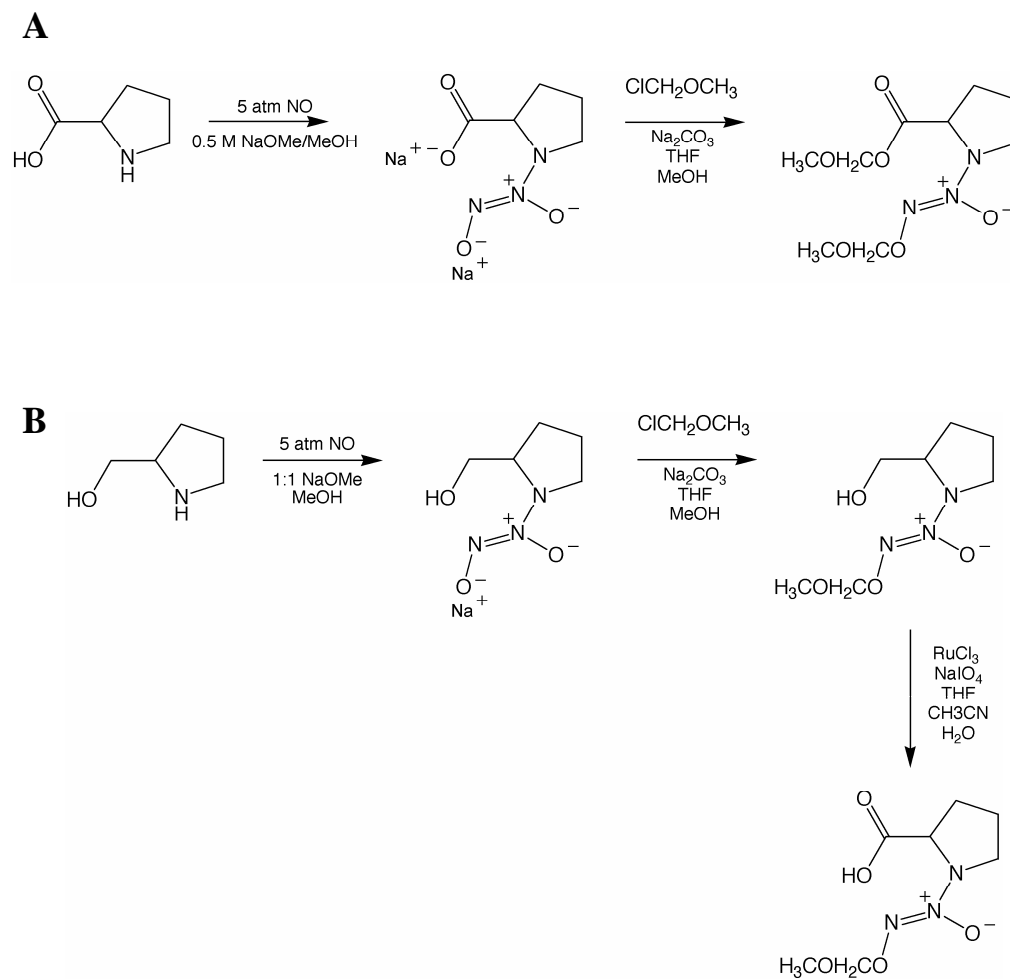 A
O
HO
N
H
5 atm NO
0.5 M NaOMe/MeOH
O
Na + − O
N
N + N
O −
O −
Na +
ClCH2OCH3
Na2CO3
THF
MeOH
O
H3COH2CO
N
N + N
O −
H3COH2CO
B
HO
N
H
5 atm NO
1:1 NaOMe
MeOH
HO
N
N + N
O −
O −
Na +
ClCH2OCH3
Na2CO3
THF
MeOH
HO
N
N + N
O −
H3COH2CO
RuCl3
NaIO4
THF
CH3CN
H2O
O
HO
N
N + N
O −
H3COH2CO